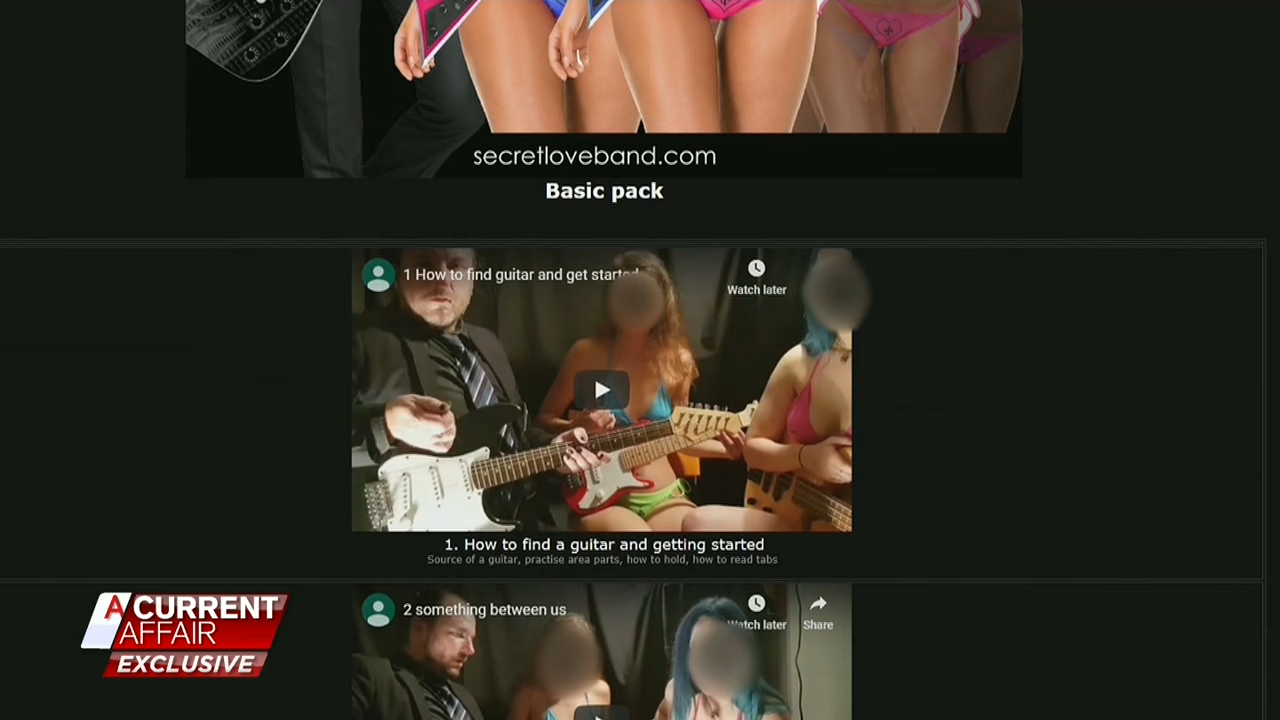 secretloveband.com
Basic pack
1 How to find guitar and get started
Watch later
1. How to find a guitar and getting started
Source of a guitar, practise area parts, how to hold, how to read tabs
2 something between us
Watch later
Share
A CURRENT
AFFAIR
EXCLUSIVE